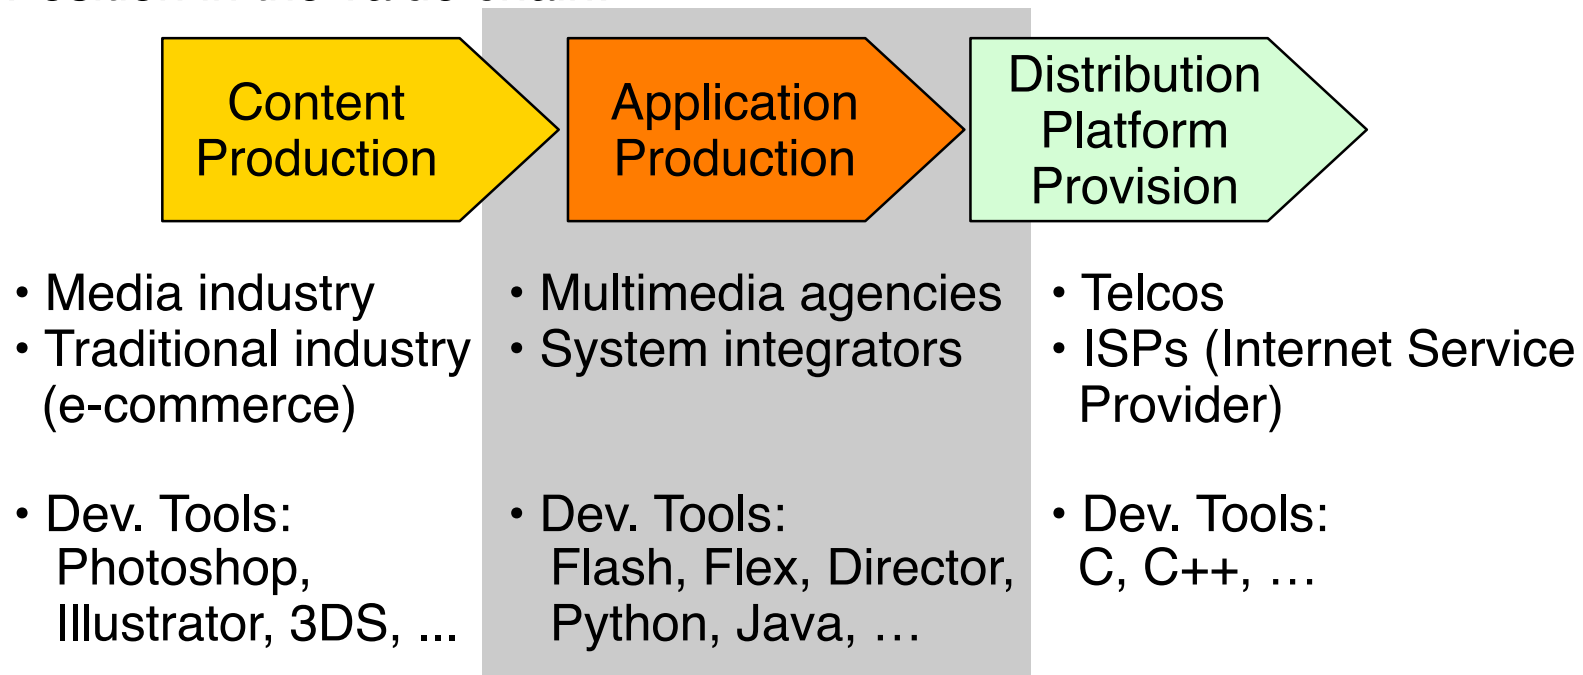 Content
Production
Application
Production
Distribution
Platform
Provision
• Media industry
• Traditional industry
(e-commerce)
• Dev. Tools:
Photoshop,
Illustrator, 3DS, ...
• Multimedia agencies
• System integrators
• Dev. Tools:
Flash, Flex, Director,
Python, Java, …
• Telcos
• ISPs (Internet Service
Provider)
• Dev. Tools:
C, C++, …